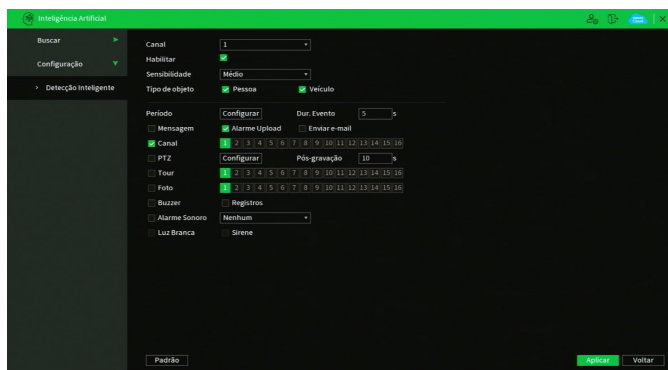 Inteligência Artificial
Buscar
Configuração
> Detecção Inteligente
Canal 1
Habilitar
Sensibilidade Médio
Tipo de objeto Pessoa Veículo
Período Configurar Dur. Evento 5 s
Mensagem Alarme Upload Enviar e-mail
Canal 1 2 3 4 5 6 7 8 9 10 11 12 13 14 15 16
PTZ Configurar Pós-gravação 10 s
Tour 1 2 3 4 5 6 7 8 9 10 11 12 13 14 15 16
Foto 1 2 3 4 5 6 7 8 9 10 11 12 13 14 15 16
Buzzer Registros
Alarme Sonoro Nenhum
Luz Branca Sirene
Padrão Aplicar Voltar